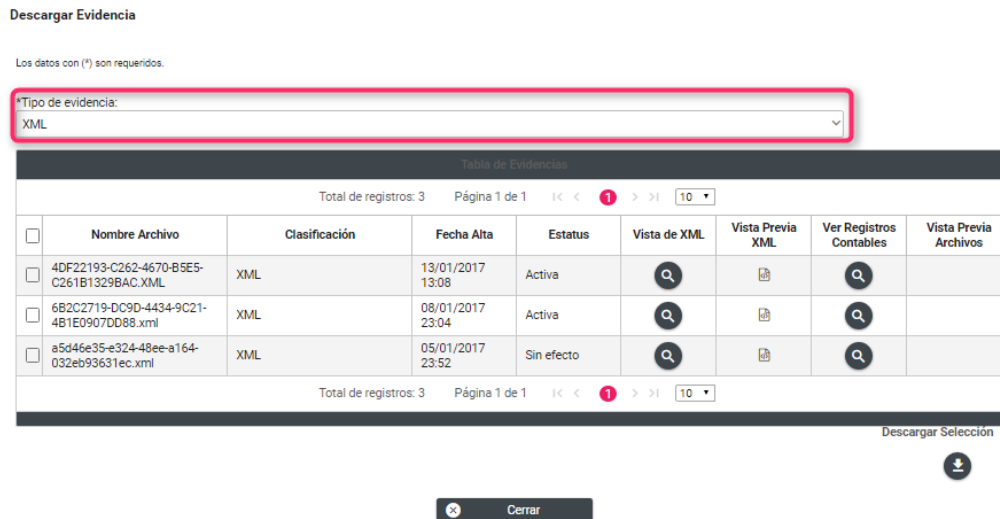 Descargar Evidencia
Los datos con (*) son requeridos.
*Tipo de evidencia:
XML
Tabla de Evidencias
Total de registros: 3 Página 1 de 1 1 10
Nombre Archivo Clasificación Fecha Alta Estatus Vista de XML Vista Previa XML Ver Registros Contables Vista Previa Archivos
4DF22193-C262-4670-B5E5-C261B1329BAC.XML XML 13/01/2017 13:08 Activa
6B2C2719-DC9D-4434-9C21-4B1E0907DD88.xml XML 08/01/2017 23:04 Activa
a5d46e35-e324-48ee-a164-032eb93631ec.xml XML 05/01/2017 23:52 Sin efecto
Total de registros: 3 Página 1 de 1 1 10
Descargar Selección
Cerrar